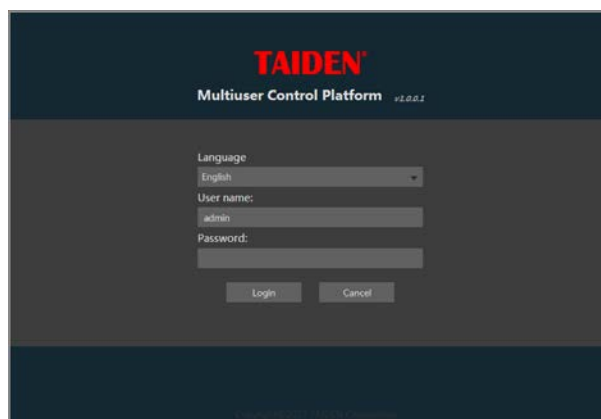 TAIDEN®
Multiuser Control Platform v1.0.0.1
Language
English
User name:
admin
Password:
Login Cancel